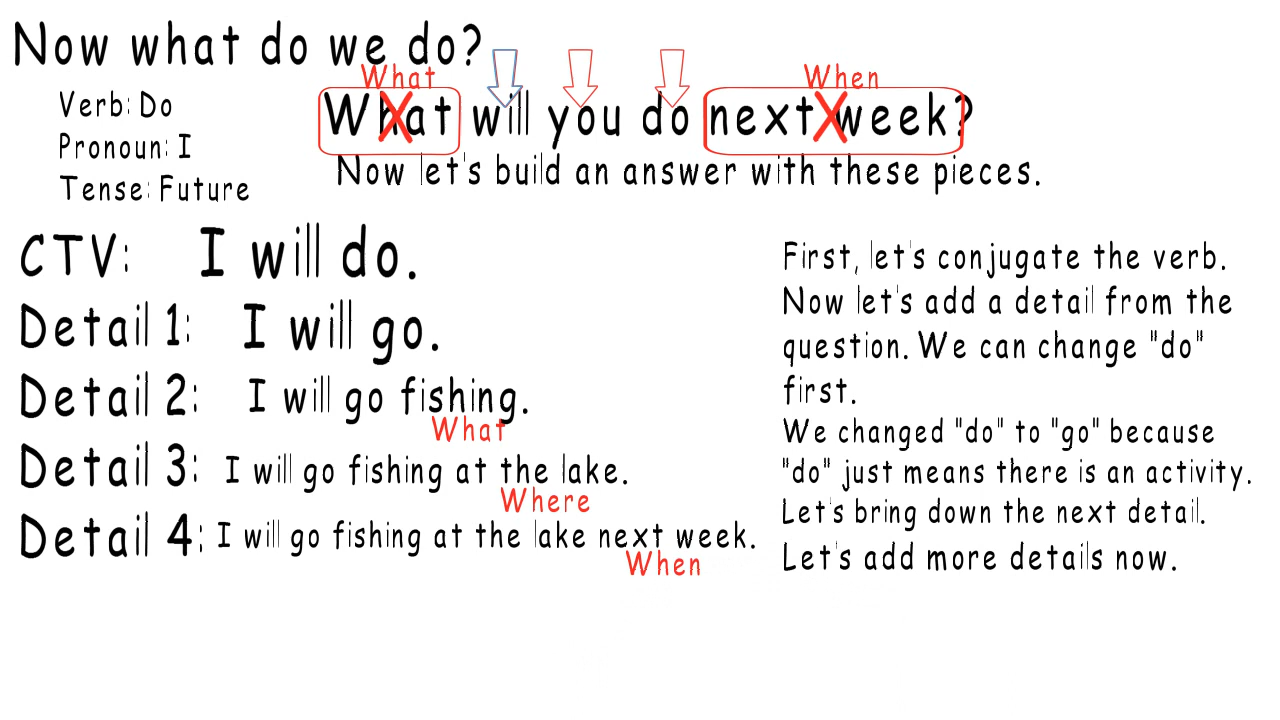 Now what do we do?
What
When
Verb: Do
What will you do next week?
Pronoun: I
Now let's build an answer with these pieces.
Tense: Future
CTV: I will do.
Detail 1: I will go.
Detail 2: I will go fishing.
What
Detail 3: I will go fishing at the lake.
Where
Detail 4: I will go fishing at the lake next week.
When
First, let's conjugate the verb.
Now let's add a detail from the
question. We can change "do"
first.
We changed "do" to "go" because
"do" just means there is an activity.
Let's bring down the next detail.
Let's add more details now.